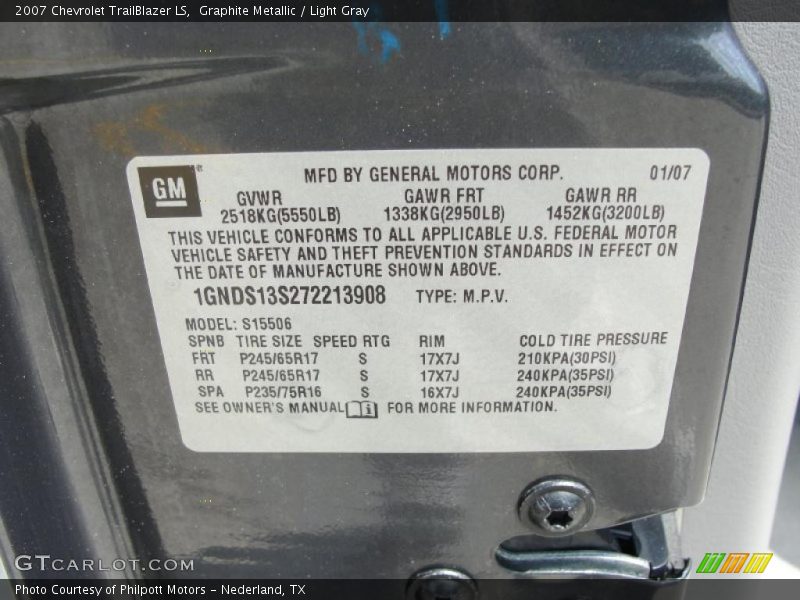 2007 Chevrolet TrailBlazer LS,  Graphite Metallic / Light Gray
GM
MFD BY GENERAL MOTORS CORP. 01/07
GVWR GAWR FRT GAWR RR
2518KG(5550LB) 1338KG(2950LB) 1452KG(3200LB)
THIS VEHICLE CONFORMS TO ALL APPLICABLE U.S. FEDERAL MOTOR
VEHICLE SAFETY AND THEFT PREVENTION STANDARDS IN EFFECT ON
THE DATE OF MANUFACTURE SHOWN ABOVE.
1GNDS13S272213908 TYPE: M.P.V.
MODEL: S15506
SPNB TIRE SIZE SPEED RTG RIM COLD TIRE PRESSURE
FRT P245/65R17 S 17X7J 210KPA(30PSI)
RR P245/65R17 S 17X7J 240KPA(35PSI)
SPA P235/75R16 S 16X7J 240KPA(35PSI)
SEE OWNER'S MANUAL FOR MORE INFORMATION.
GTCARLOT.COM
Photo Courtesy of Philpott Motors - Nederland, TX